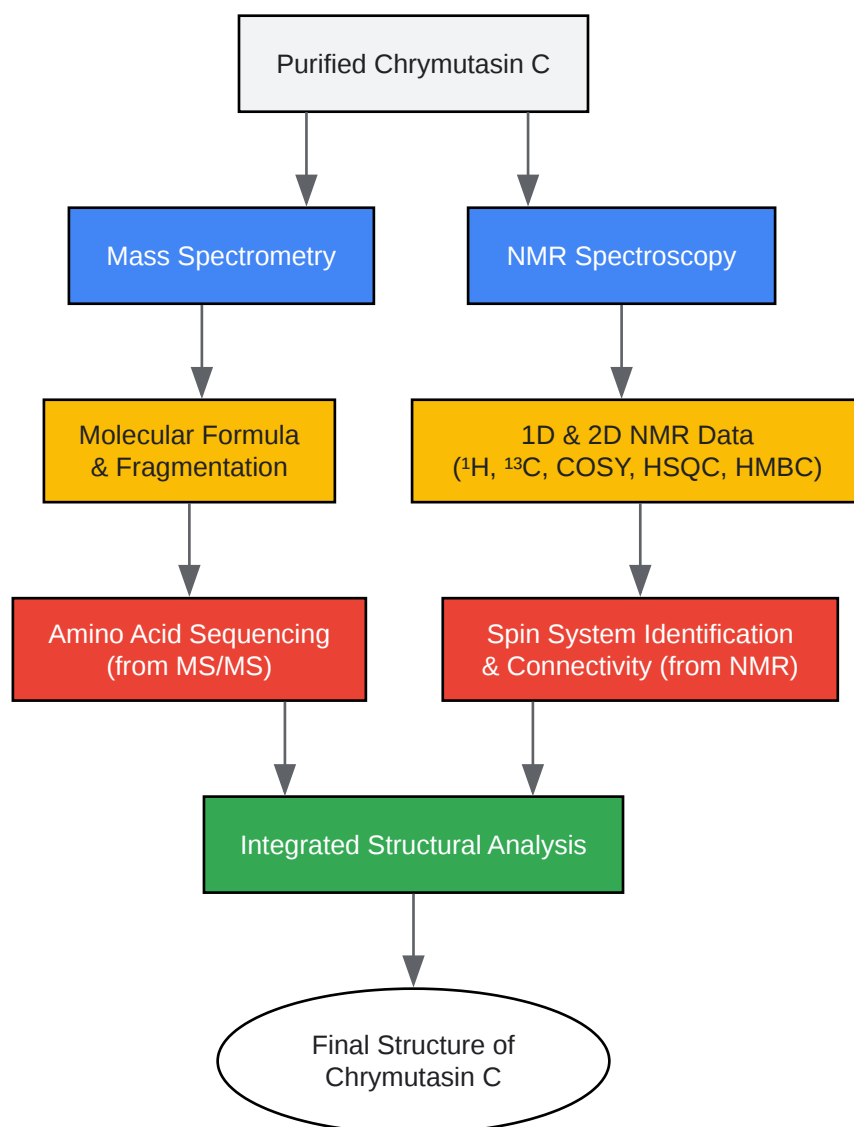 Purified Chrymutasin C
Mass Spectrometry
NMR Spectroscopy
Molecular Formula
& Fragmentation
1D & 2D NMR Data
(¹H, ¹³C, COSY, HSQC, HMBC)
Amino Acid Sequencing
(from MS/MS)
Spin System Identification
& Connectivity (from NMR)
Integrated Structural Analysis
Final Structure of
Chrymutasin C